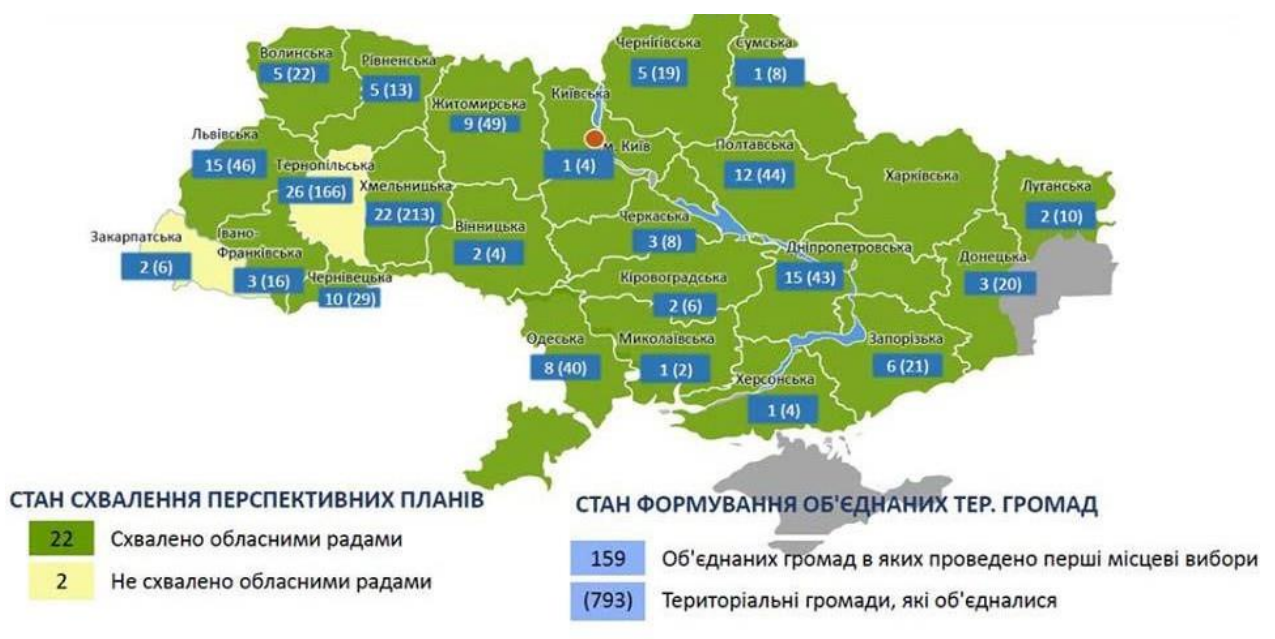 Волинська
5 (22)
Рівненська
5 (13)
Житомирська
9 (49)
Київська
1 (4)
м. Київ
Чернігівська
5 (19)
Сумська
1 (8)
Львівська
15 (46)
Тернопільська
26 (166)
Хмельницька
22 (213)
Вінницька
2 (4)
Черкаська
3 (8)
Полтавська
12 (44)
Харківська
Луганська
2 (10)
Закарпатська
2 (6)
Івано-
Франківська
3 (16)
Чернівецька
10 (29)
Кіровоградська
2 (6)
Дніпропетровська
15 (43)
Донецька
3 (20)
Одеська
8 (40)
Миколаївська
1 (2)
Херсонська
1 (4)
Запорізька
6 (21)
СТАН СХВАЛЕННЯ ПЕРСПЕКТИВНИХ ПЛАНІВ
22 Схвалено обласними радами
2 Не схвалено обласними радами
СТАН ФОРМУВАННЯ ОБ'ЄДНАНИХ ТЕР. ГРОМАД
159 Об'єднаних громад в яких проведено перші місцеві вибори
(793) Територіальні громади, які об'єдналися